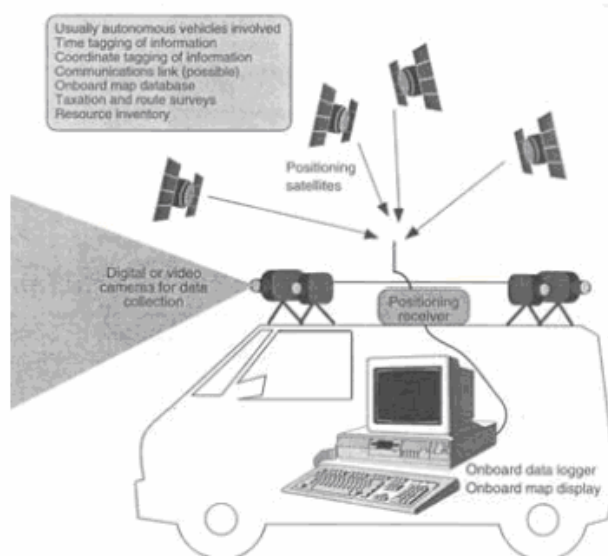 Usually autonomous vehicles involved
Time tagging of information
Coordinate tagging of information
Communications link (possible)
Onboard map database
Taxation and route surveys
Resource inventory
Positioning
satellites
Digital or video
cameras for data
collection
Positioning
receiver
Onboard data logger
Onboard map display